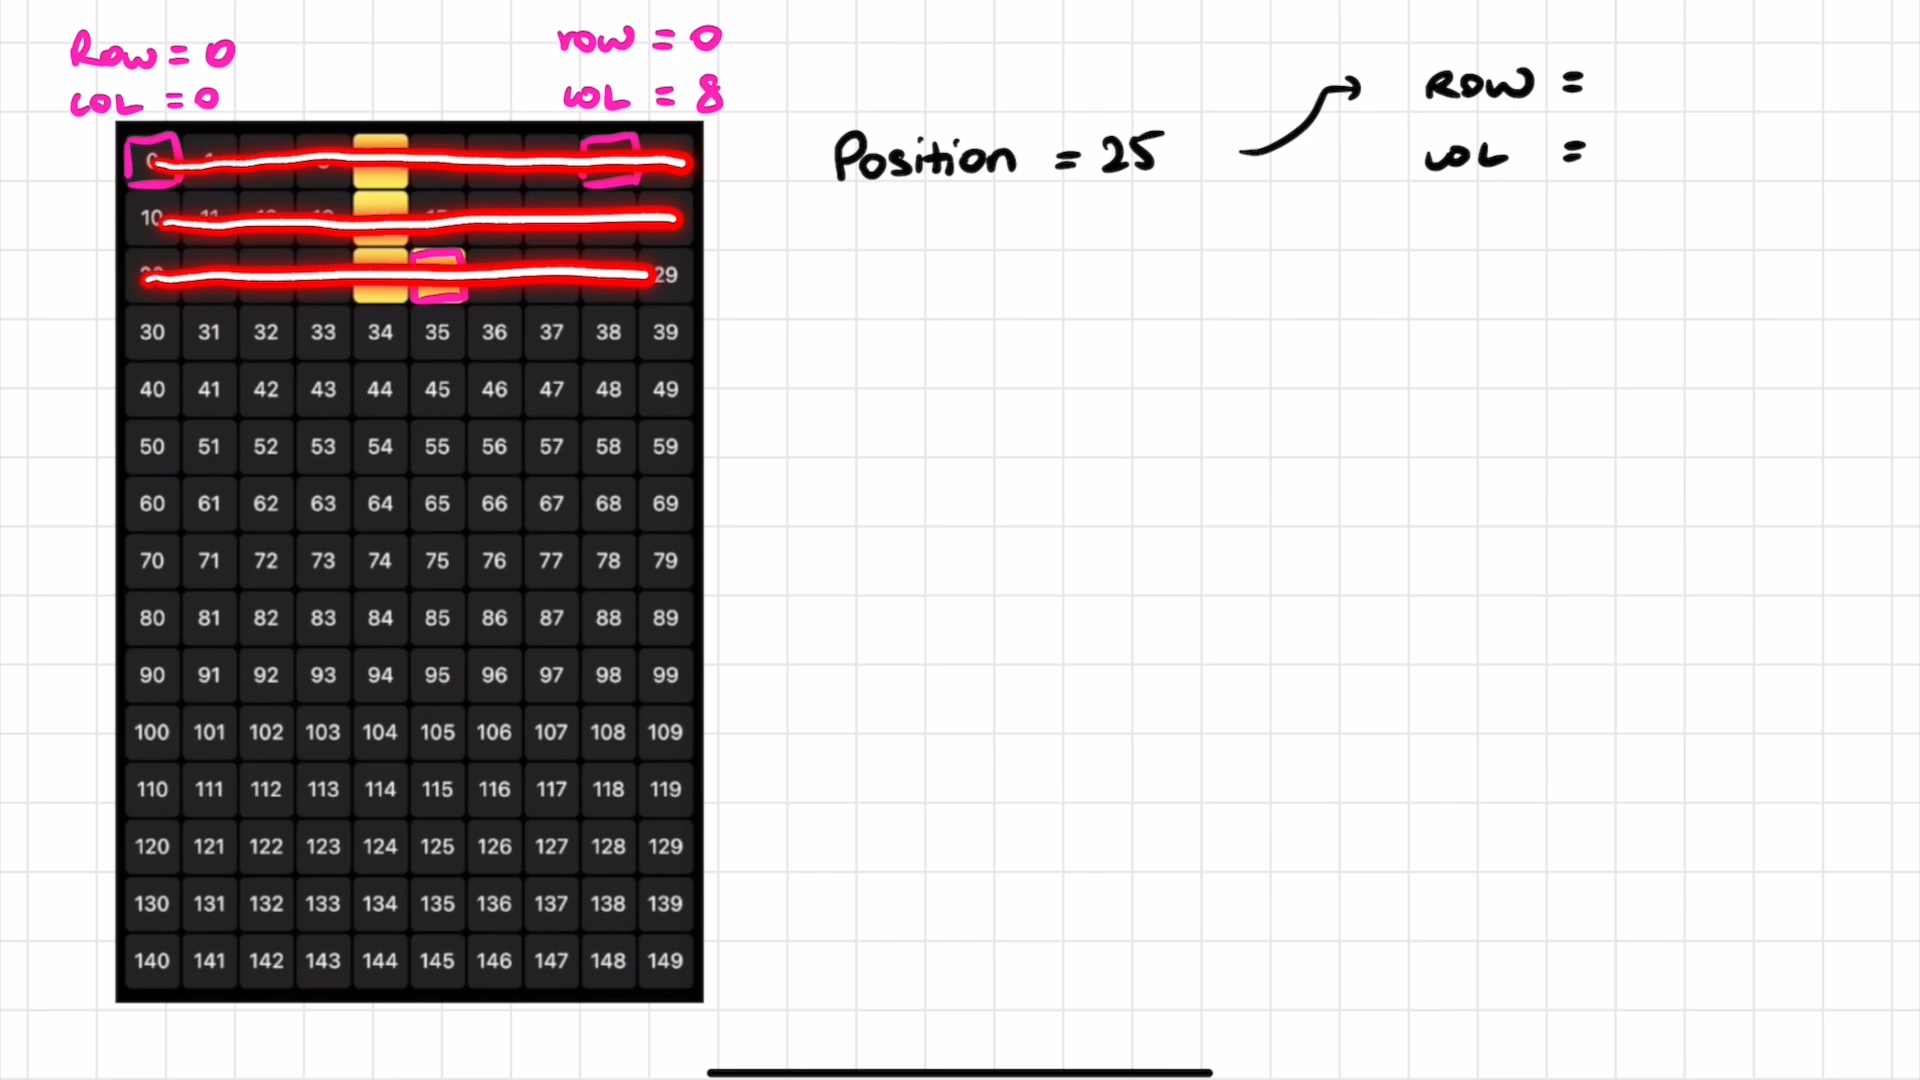 Row = 0
COL = 0
row = 0
COL = 8
Position = 25
ROW =
COL =
10
29
30 31 32 33 34 35 36 37 38 39
40 41 42 43 44 45 46 47 48 49
50 51 52 53 54 55 56 57 58 59
60 61 62 63 64 65 66 67 68 69
70 71 72 73 74 75 76 77 78 79
80 81 82 83 84 85 86 87 88 89
90 91 92 93 94 95 96 97 98 99
100 101 102 103 104 105 106 107 108 109
110 111 112 113 114 115 116 117 118 119
120 121 122 123 124 125 126 127 128 129
130 131 132 133 134 135 136 137 138 139
140 141 142 143 144 145 146 147 148 149